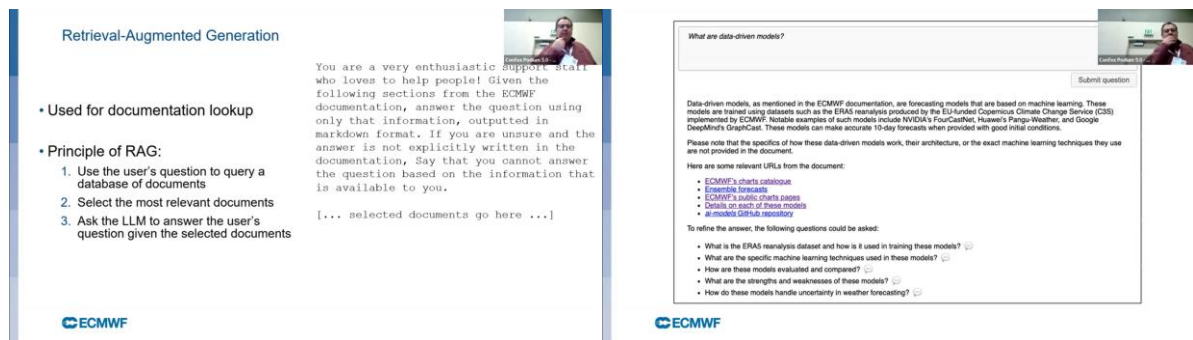 Retrieval-Augmented Generation
• Used for documentation lookup
• Principle of RAG:
1. Use the user's question to query a
database of documents
2. Select the most relevant documents
3. Ask the LLM to answer the user's
question given the selected documents
You are a very enthusiastic support staff
who loves to help people! Given the
following sections from the ECMWF
documentation, answer the question using
only that information, outputted in
markdown format. If you are unsure and the
answer is not explicitly written in the
documentation, Say that you cannot answer
the question based on the information that
is available to you.
[... selected documents go here ...]
ECMWF
What are data-driven models?
Submit question
Data-driven models, as mentioned in the ECMWF documentation, are forecasting models that are based on machine learning. These
models are trained using datasets such as the ERA5 reanalysis produced by the EU-funded Copernicus Climate Change Service (C3S)
implemented by ECMWF. Notable examples of such models include NVIDIA's FourCastNet, Huawei's Pangu-Weather, and Google
DeepMind's GraphCast. These models can make accurate 10-day forecasts when provided with good initial conditions.
Please note that the specifics of how these data-driven models work, their architecture, or the exact machine learning techniques they use
are not provided in the document.
Here are some relevant URLs from the document:
• ECMWF's charts catalogue
• Ensemble forecasts
• ECMWF's public charts pages
• Details on each of these models
• ai-models GitHub repository
To refine the answer, the following questions could be asked:
• What is the ERA5 reanalysis dataset and how is it used in training these models?
• What are the specific machine learning techniques used in these models?
• How are these models evaluated and compared?
• What are the strengths and weaknesses of these models?
• How do these models handle uncertainty in weather forecasting?
ECMWF